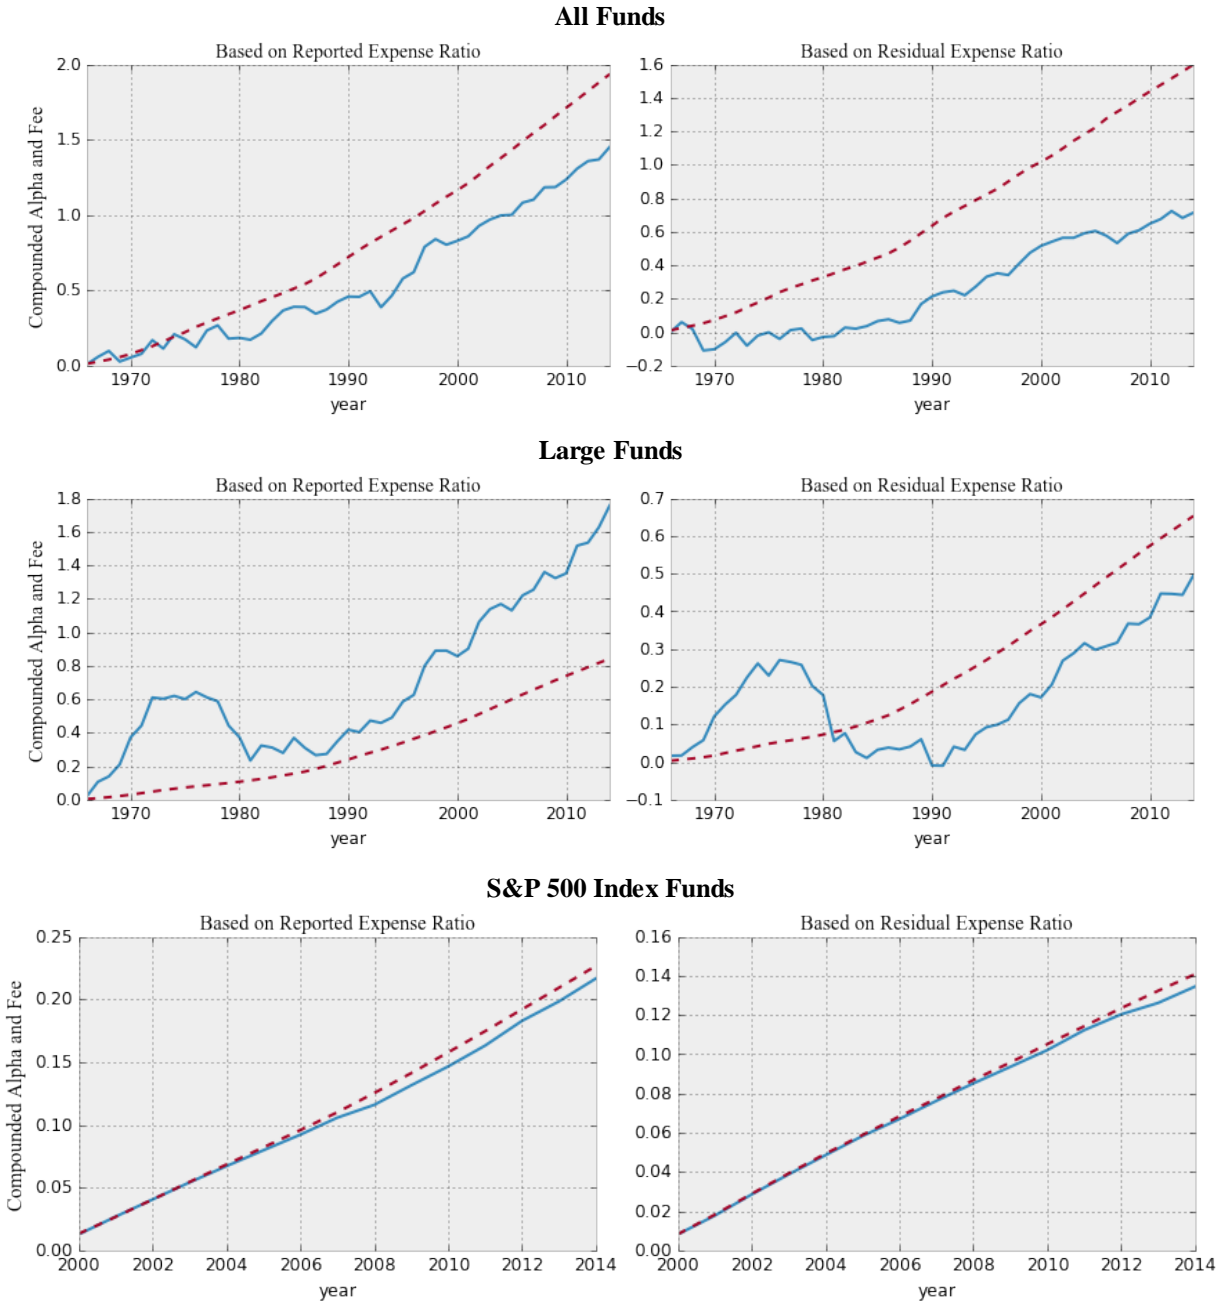 All Funds
Based on Reported Expense Ratio
Compounded Alpha and Fee
2.0
1.5
1.0
0.5
0.0
1970 1980 1990 2000 2010
year
Based on Residual Expense Ratio
1.6
1.4
1.2
1.0
0.8
0.6
0.4
0.2
0.0
−0.2
1970 1980 1990 2000 2010
year
Large Funds
Based on Reported Expense Ratio
Compounded Alpha and Fee
1.8
1.6
1.4
1.2
1.0
0.8
0.6
0.4
0.2
0.0
1970 1980 1990 2000 2010
year
Based on Residual Expense Ratio
0.7
0.6
0.5
0.4
0.3
0.2
0.1
0.0
−0.1
1970 1980 1990 2000 2010
year
S&P 500 Index Funds
Based on Reported Expense Ratio
Compounded Alpha and Fee
0.25
0.20
0.15
0.10
0.05
0.00
2000 2002 2004 2006 2008 2010 2012 2014
year
Based on Residual Expense Ratio
0.16
0.14
0.12
0.10
0.08
0.06
0.04
0.02
0.00
2000 2002 2004 2006 2008 2010 2012 2014
year